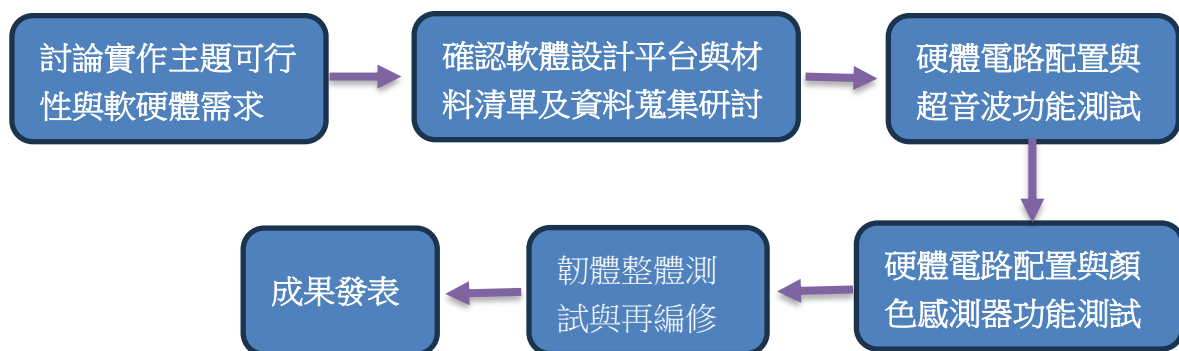 討論實作主題可行
性與軟硬體需求
確認軟體設計平台與材
料清單及資料蒐集研討
硬體電路配置與
超音波功能測試
硬體電路配置與顏
色感測器功能測試
韌體整體測
試與再編修
成果發表